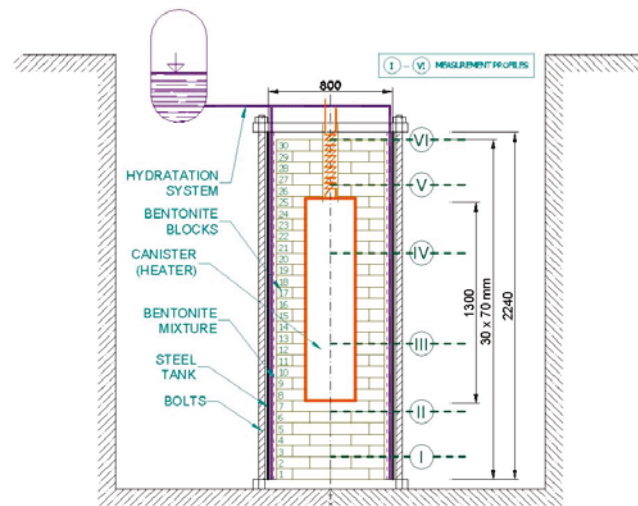 I - VI MEASUREMENT PROFILES
800
HYDRATATION
SYSTEM
BENTONITE
BLOCKS
CANISTER
(HEATER)
BENTONITE
MIXTURE
STEEL
TANK
BOLTS
30
29
28
27
26
25
24
23
22
21
20
19
18
17
16
15
14
13
12
11
10
9
8
7
6
5
4
3
2
1
VI
V
IV
III
II
I
1300
30 x 70 mm
2240